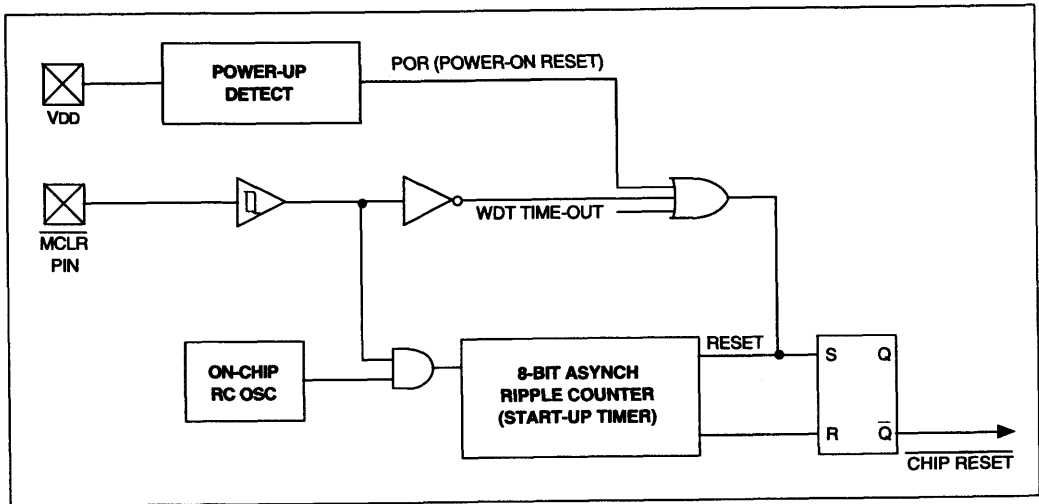 POWER-UP
DETECT
POR (POWER-ON RESET)
VDD
MCLR
PIN
WDT TIME-OUT
ON-CHIP
RC OSC
8-BIT ASYNCH
RIPPLE COUNTER
(START-UP TIMER)
RESET
S Q
R Q̅
CHIP RESET